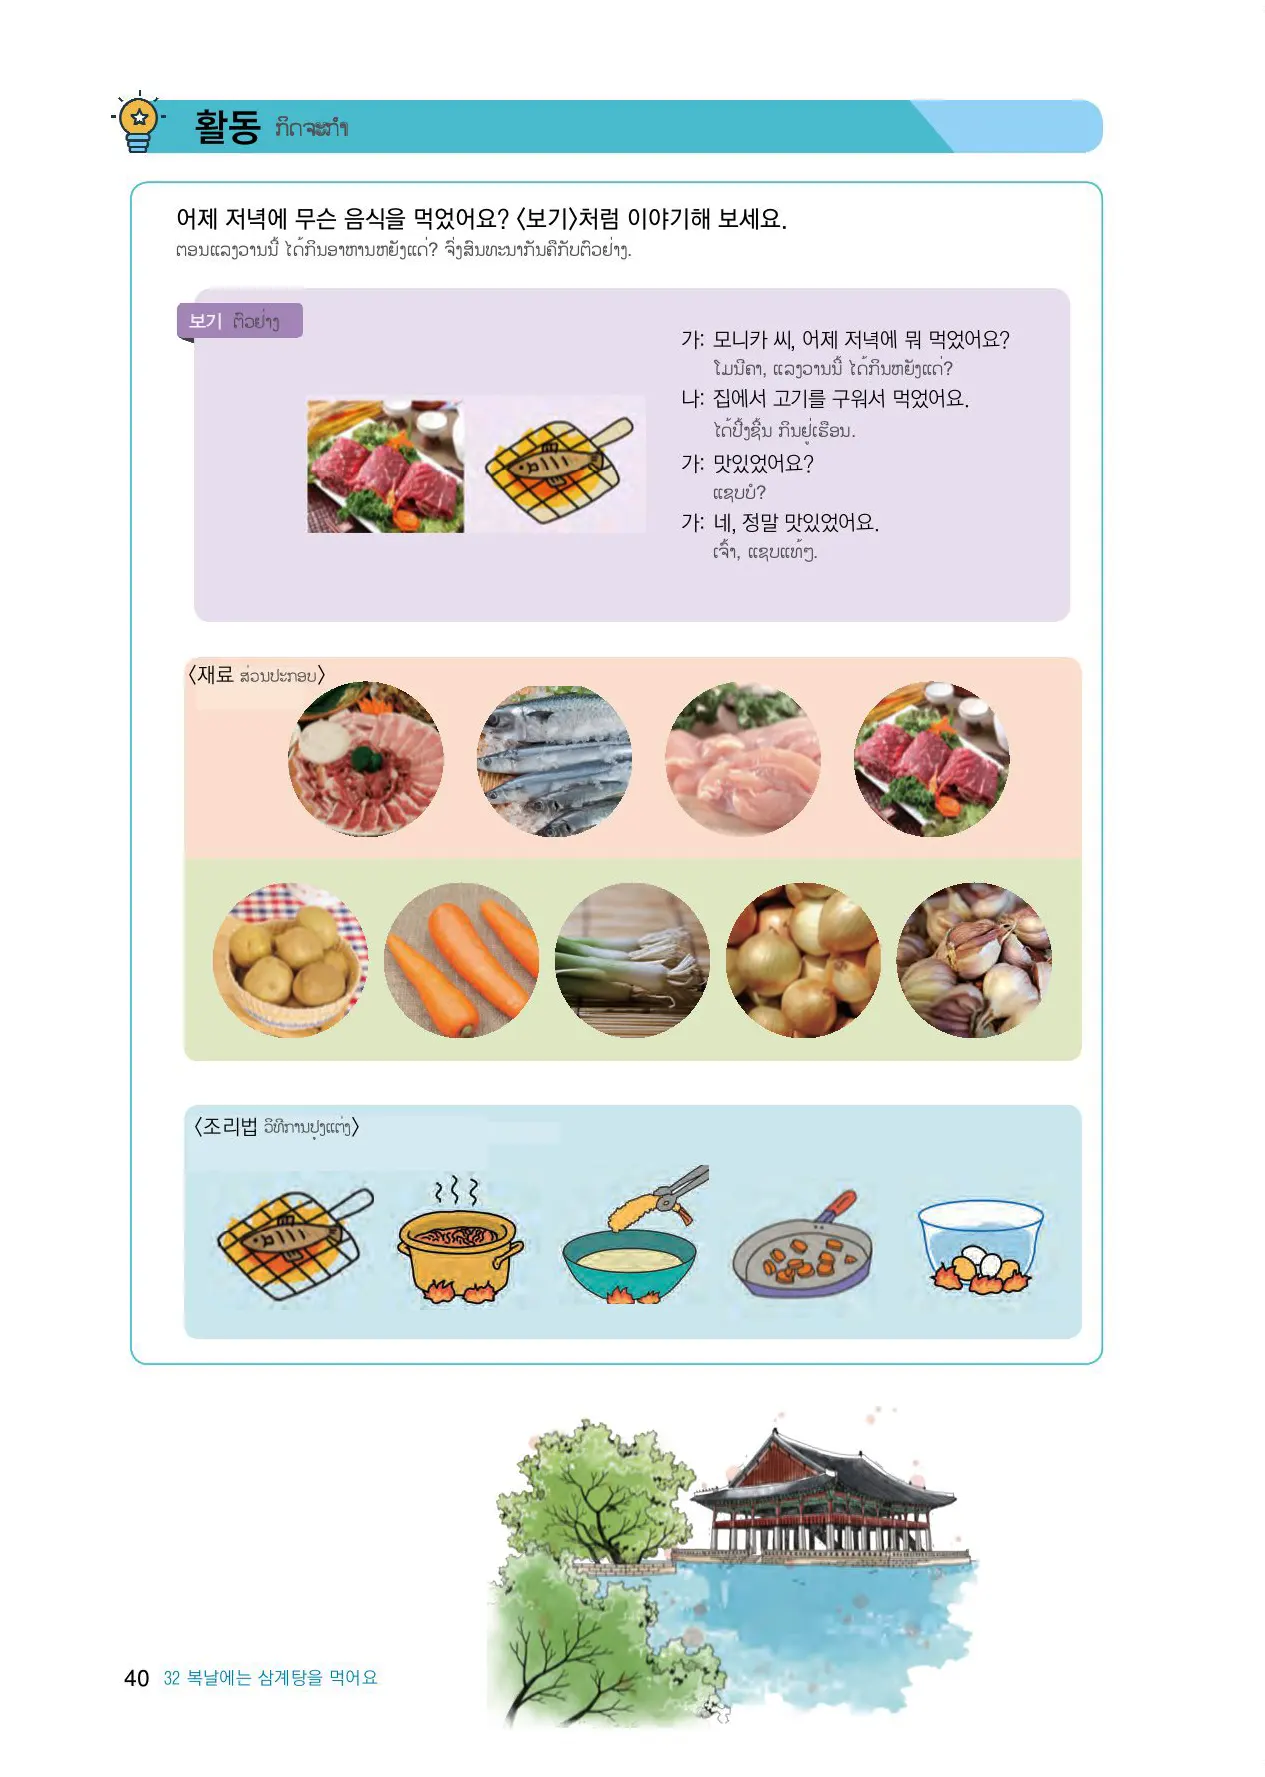 활동 ກິດຈະກຳ
어제 저녁에 무슨 음식을 먹었어요? 〈보기〉처럼 이야기해 보세요.
ຕອນແລງວານນີ້ ໄດ້ກິນອາຫານຫຍັງແດ່? ຈົ່ງສົນທະນາກັນຄືກັບຕົວຢ່າງ.
보기 ຕົວຢ່າງ
가: 모니카 씨, 어제 저녁에 뭐 먹었어요?
ໂມນິຄາ, ແລງວານນີ້ ໄດ້ກິນຫຍັງແດ່?
나: 집에서 고기를 구워서 먹었어요.
ໄດ້ປີ້ງຊີ້ນ ກິນຢູ່ເຮືອນ.
가: 맛있었어요?
ແຊບບໍ?
가: 네, 정말 맛있었어요.
ເຈົ້າ, ແຊບແທ້ໆ.
〈재료 ສ່ວນປະກອບ〉
〈조리법 ວິທີການປຸງແຕ່ງ〉
40 32 복날에는 삼계탕을 먹어요